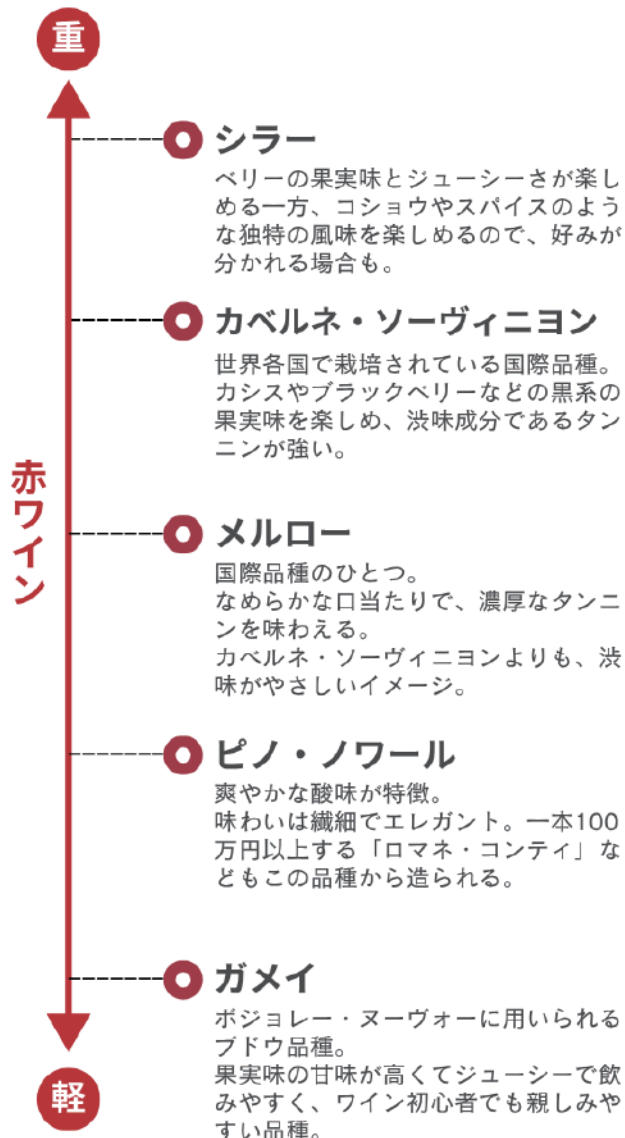 重
シラー
ベリーの果実味とジューシーさが楽し
める一方、コショウやスパイスのよう
な独特の風味を楽しめるので、好みが
分かれる場合も。
カベルネ・ソーヴィニヨン
世界各国で栽培されている国際品種。
カシスやブラックベリーなどの黒系の
果実味を楽しめ、渋味成分であるタン
ニンが強い。
赤ワイン
メルロー
国際品種のひとつ。
なめらかな口当たりで、濃厚なタンニ
ンを味わえる。
カベルネ・ソーヴィニヨンよりも、渋
味がやさしいイメージ。
ピノ・ノワール
爽やかな酸味が特徴。
味わいは繊細でエレガント。一本100
万円以上する「ロマネ・コンティ」な
どもこの品種から造られる。
ガメイ
ボジョレー・ヌーヴォーに用いられる
ブドウ品種。
果実味の甘味が高くてジューシーで飲
みやすく、ワイン初心者でも親しみや
すい品種。
軽